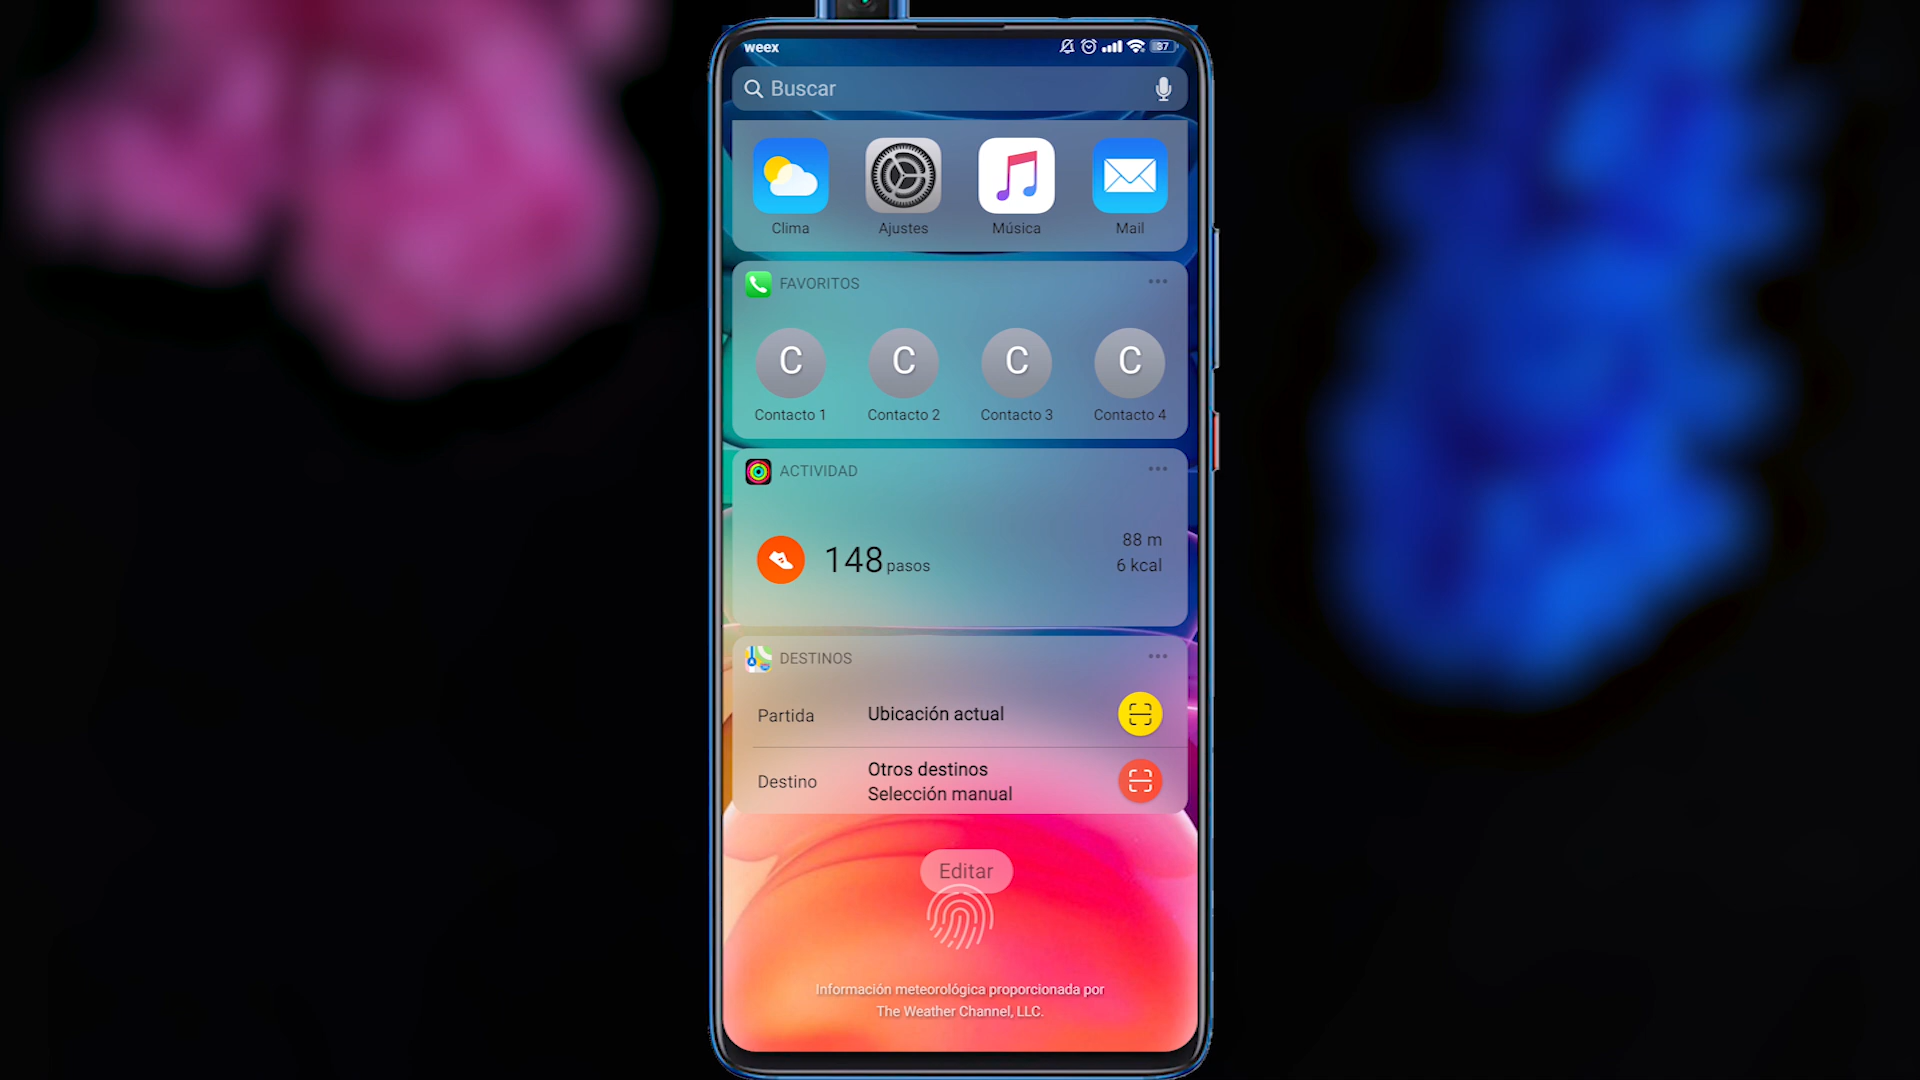 weex
37
Buscar
Clima Ajustes Música Mail
FAVORITOS
C C C C
Contacto 1 Contacto 2 Contacto 3 Contacto 4
ACTIVIDAD
148 pasos
88 m
6 kcal
DESTINOS
Partida Ubicación actual
Destino Otros destinos
Selección manual
Editar
Información meteorológica proporcionada por
The Weather Channel, LLC.